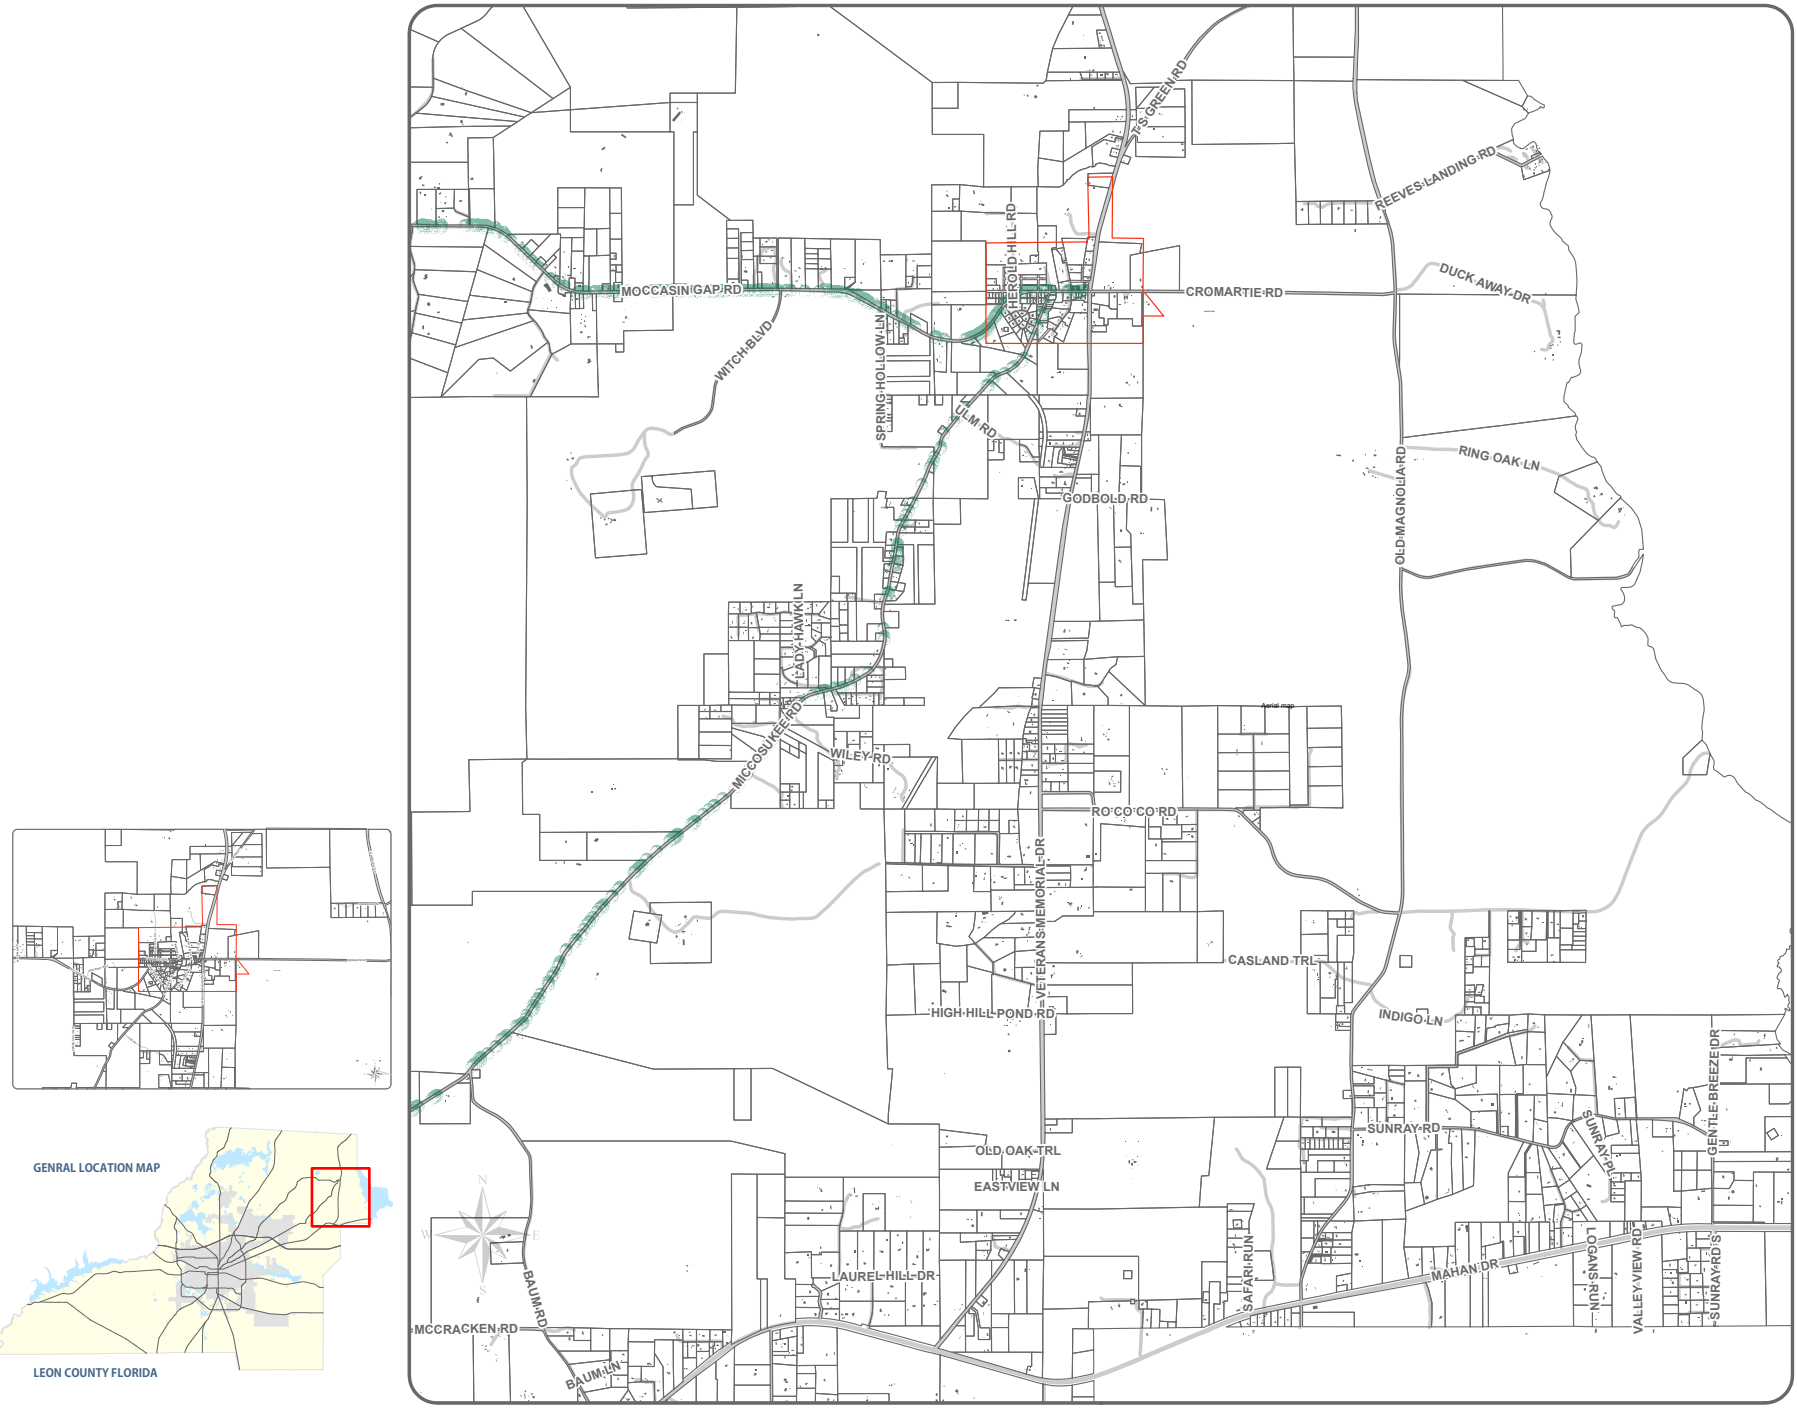 T S GREEN RD
REEVES LANDING RD
HEROLD HILL RD
MOCCASIN GAP RD
CROMARTIE RD
DUCK AWAY DR
WITCH BLVD
SPRING HOLLOW LN
ULM RD
OLD MAGNOLIA RD
RING OAK LN
GODBOLD RD
LADY HAWK LN
Aerial map
MICCOSUKEE RD
WILEY RD
RO CO CO RD
VETERANS MEMORIAL DR
CASLAND TRL
HIGH HILL POND RD
INDIGO LN
GENTLE BREEZE DR
SUNRAY RD
SUNRAY PL
OLD OAK TRL
EASTVIEW LN
GENRAL LOCATION MAP
N
W
E
S
LAUREL HILL DR
SAFARI RUN
MAHAN DR
LOGANS RUN
VALLEY VIEW RD
SUNRAY RD S
BAUM RD
MCCRACKEN RD
BAUM LN
LEON COUNTY FLORIDA